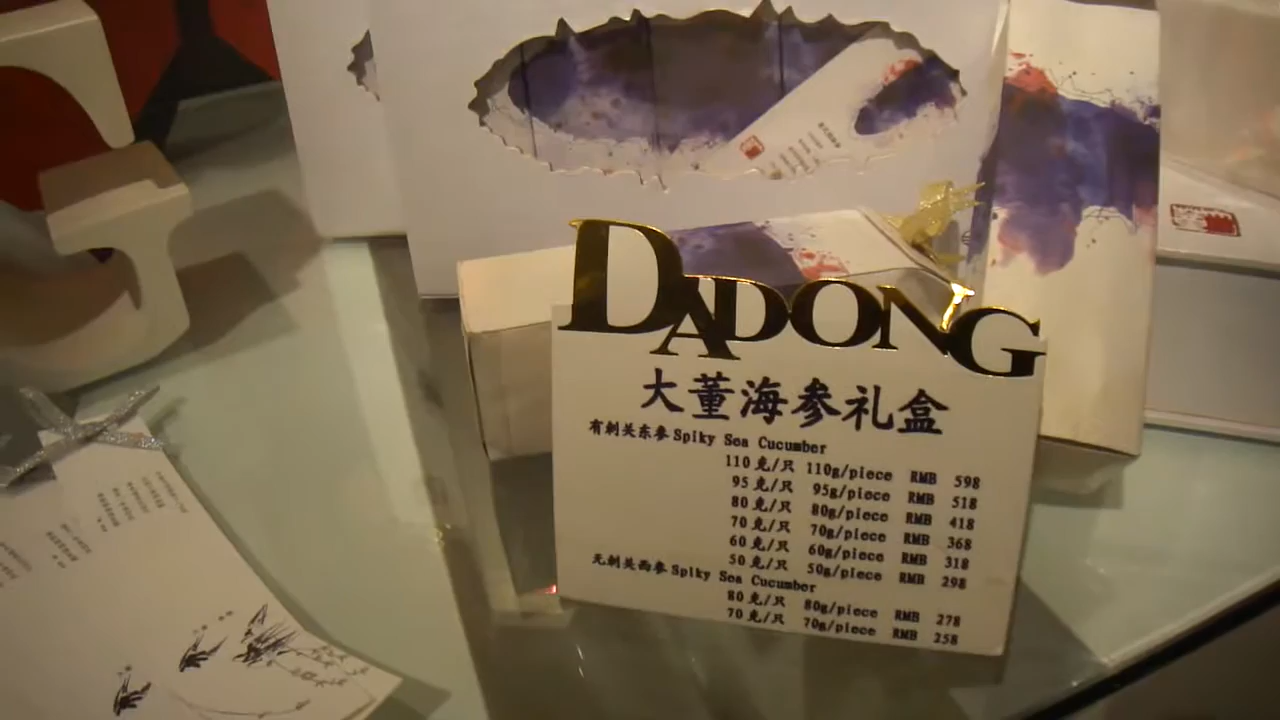 DADONG
大董海参礼盒
有刺关东参 Spiky Sea Cucumber
110克/只 110g/piece RMB 598
95克/只 95g/piece RMB 518
80克/只 80g/piece RMB 418
70克/只 70g/piece RMB 368
60克/只 60g/piece RMB 318
50克/只 50g/piece RMB 298
无刺关西参 Spiky Sea Cucumber
80克/只 80g/piece RMB 278
70克/只 70g/piece RMB 258